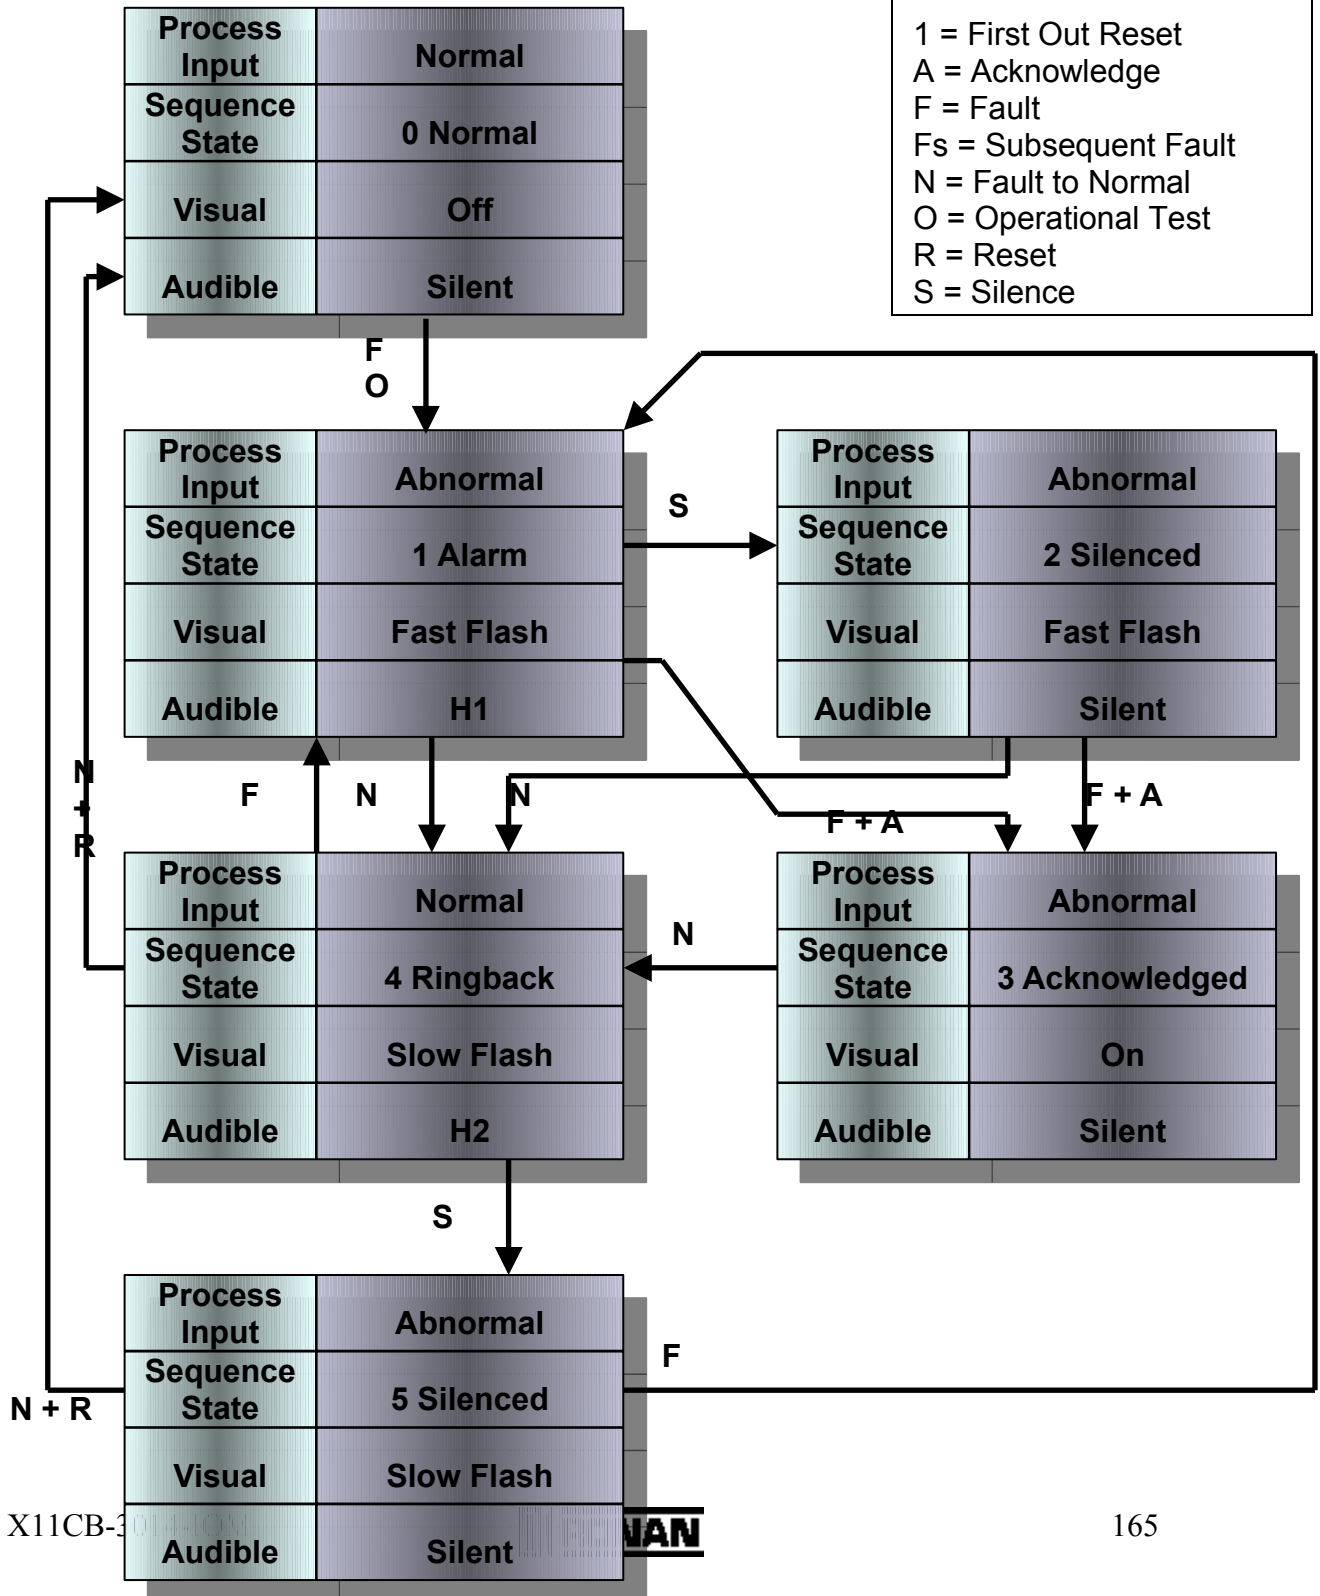 Process Input Normal
Sequence State 0 Normal
Visual Off
Audible Silent
1 = First Out Reset
A = Acknowledge
F = Fault
Fs = Subsequent Fault
N = Fault to Normal
O = Operational Test
R = Reset
S = Silence
F
O
Process Input Abnormal
Sequence State 1 Alarm
Visual Fast Flash
Audible H1
S
Process Input Abnormal
Sequence State 2 Silenced
Visual Fast Flash
Audible Silent
N
+
R
F
N
N
F + A
F + A
Process Input Normal
Sequence State 4 Ringback
Visual Slow Flash
Audible H2
N
Process Input Abnormal
Sequence State 3 Acknowledged
Visual On
Audible Silent
S
Process Input Abnormal
Sequence State 5 Silenced
Visual Slow Flash
Audible Silent
F
N + R
165